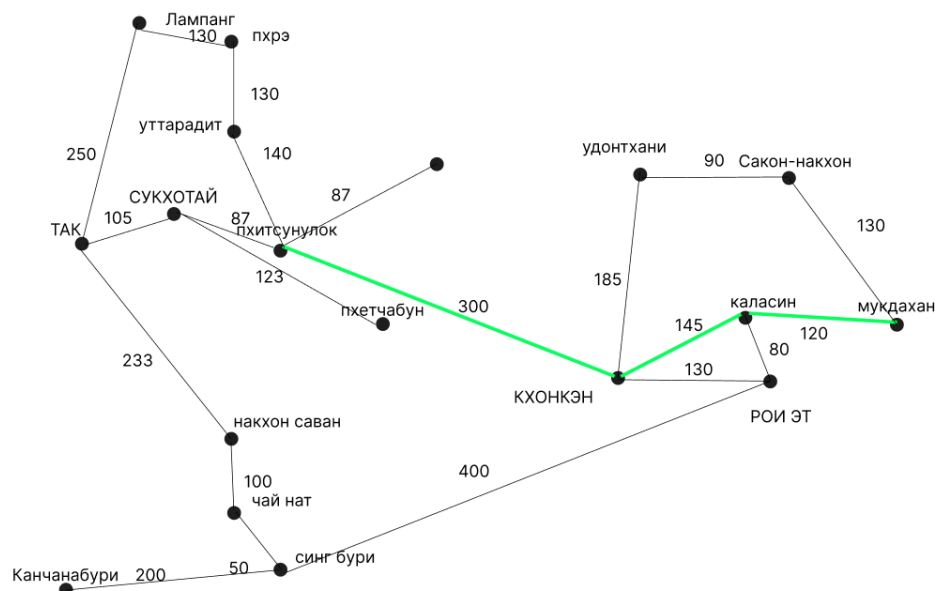 Лампанг
130
пхрэ
130
уттарадит
140
250
87
СУКХОТАЙ
105
87
ТАК
пхитсунулок
123
пхетчабун
300
удонтхани
90
Сакон-накхон
130
185
каласин
мукдахан
145
120
80
130
КХОНКЭН
РОИ ЭТ
233
накхон саван
400
100
чай нат
синг бури
50
Канчанабури
200